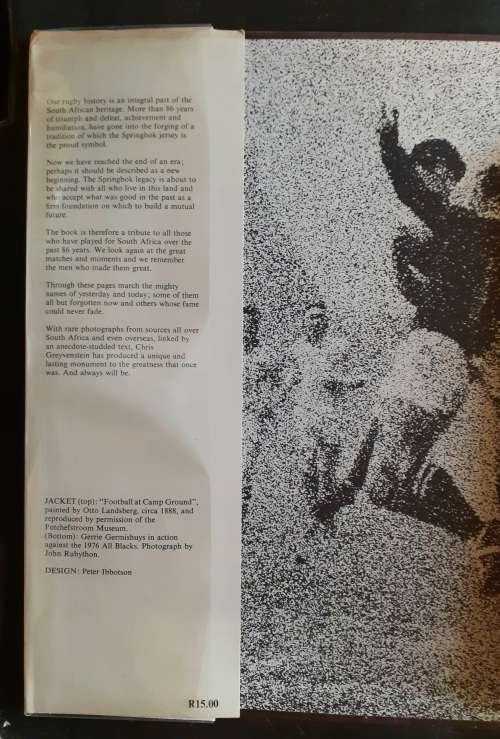 Our rugby history is an integral part of the
South African heritage. More than 86 years
of triumph and defeat, achievement and
humiliation, have gone into the forging of a
tradition of which the Springbok jersey is
the proud symbol.
Now we have reached the end of an era;
perhaps it should be described as a new
beginning. The Springbok legacy is about to
be shared with all who live in this land and
who accept what was good in the past as a
firm foundation on which to build a mutual
future.
The book is therefore a tribute to all those
who have played for South Africa over the
past 86 years. We look again at the great
matches and moments and we remember
the men who made them great.
Through these pages march the mighty
names of yesterday and today; some of them
all but forgotten now and others whose fame
could never fade.
With rare photographs from sources all over
South Africa and even overseas, linked by
an anecdote-studded text, Chris
Greyvenstein has produced a unique and
lasting monument to the greatness that once
was. And always will be.
JACKET (top): "Football at Camp Ground",
painted by Otto Landsberg, circa 1888, and
reproduced by permission of the
Potchefstroom Museum.
(Bottom): Gerrie Germishuys in action
against the 1976 All Blacks. Photograph by
John Rubython.
DESIGN: Peter Ibbotson
R15.00